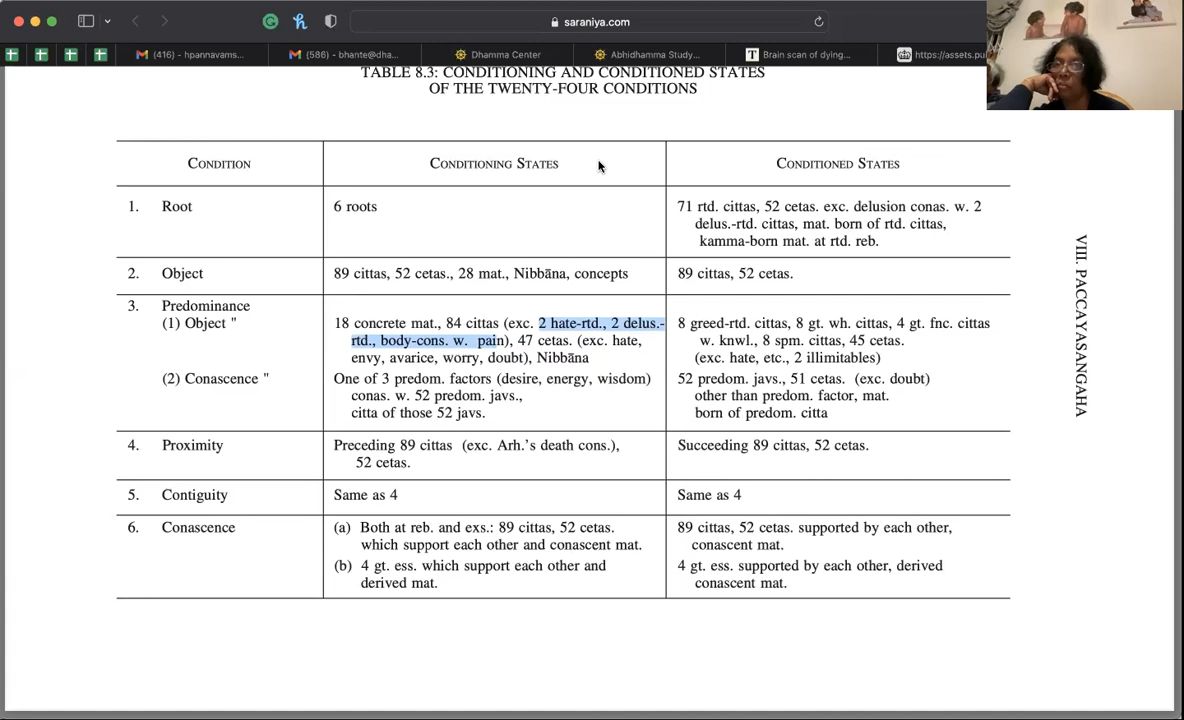 saraniya.com
(416) - hpannavams...
(586) - bhante@dha...
Dhamma Center
Abhidhamma Study...
T Brain scan of dying...
https://assets.pu
TABLE 8.3: CONDITIONING AND CONDITIONED STATES
OF THE TWENTY-FOUR CONDITIONS
CONDITION
CONDITIONING STATES
CONDITIONED STATES
1. Root
6 roots
71 rtd. cittas, 52 cetas. exc. delusion conas. w. 2
delus.-rtd. cittas, mat. born of rtd. cittas,
kamma-born mat. at rtd. reb.
2. Object
89 cittas, 52 cetas., 28 mat., Nibbāna, concepts
89 cittas, 52 cetas.
3. Predominance
(1) Object "
18 concrete mat., 84 cittas (exc. 2 hate-rtd., 2 delus.-
rtd., body-cons. w. pain), 47 cetas. (exc. hate,
envy, avarice, worry, doubt), Nibbāna
8 greed-rtd. cittas, 8 gt. wh. cittas, 4 gt. fnc. cittas
w. knwl., 8 spm. cittas, 45 cetas.
(exc. hate, etc., 2 illimitables)
(2) Conascence "
One of 3 predom. factors (desire, energy, wisdom)
conas. w. 52 predom. javs.,
citta of those 52 javs.
52 predom. javs., 51 cetas. (exc. doubt)
other than predom. factor, mat.
born of predom. citta
4. Proximity
Preceding 89 cittas (exc. Arh.'s death cons.),
52 cetas.
Succeeding 89 cittas, 52 cetas.
5. Contiguity
Same as 4
Same as 4
6. Conascence
(a) Both at reb. and exs.: 89 cittas, 52 cetas.
which support each other and conascent mat.
(b) 4 gt. ess. which support each other and
derived mat.
89 cittas, 52 cetas. supported by each other,
conascent mat.
4 gt. ess. supported by each other, derived
conascent mat.
VIII. PACCAYASANGAHA